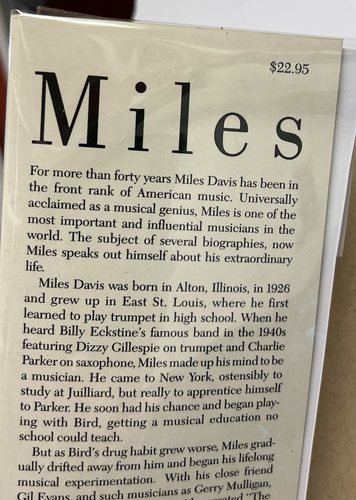 $22.95
Miles
For more than forty years Miles Davis has been in
the front rank of American music. Universally
acclaimed as a musical genius, Miles is one of the
most important and influential musicians in the
world. The subject of several biographies, now
Miles speaks out himself about his extraordinary
life.
Miles Davis was born in Alton, Illinois, in 1926
and grew up in East St. Louis, where he first
learned to play trumpet in high school. When he
heard Billy Eckstine's famous band in the 1940s
featuring Dizzy Gillespie on trumpet and Charlie
Parker on saxophone, Miles made up his mind to be
a musician. He came to New York, ostensibly to
study at Juilliard, but really to apprentice himself
to Parker. He soon had his chance and began play-
ing with Bird, getting a musical education no
school could teach.
But as Bird's drug habit grew worse, Miles grad-
ually drifted away from him and began his lifelong
musical experimentation. With his close friend
Gil Evans, and such musicians as Gerry Mulligan,
"The